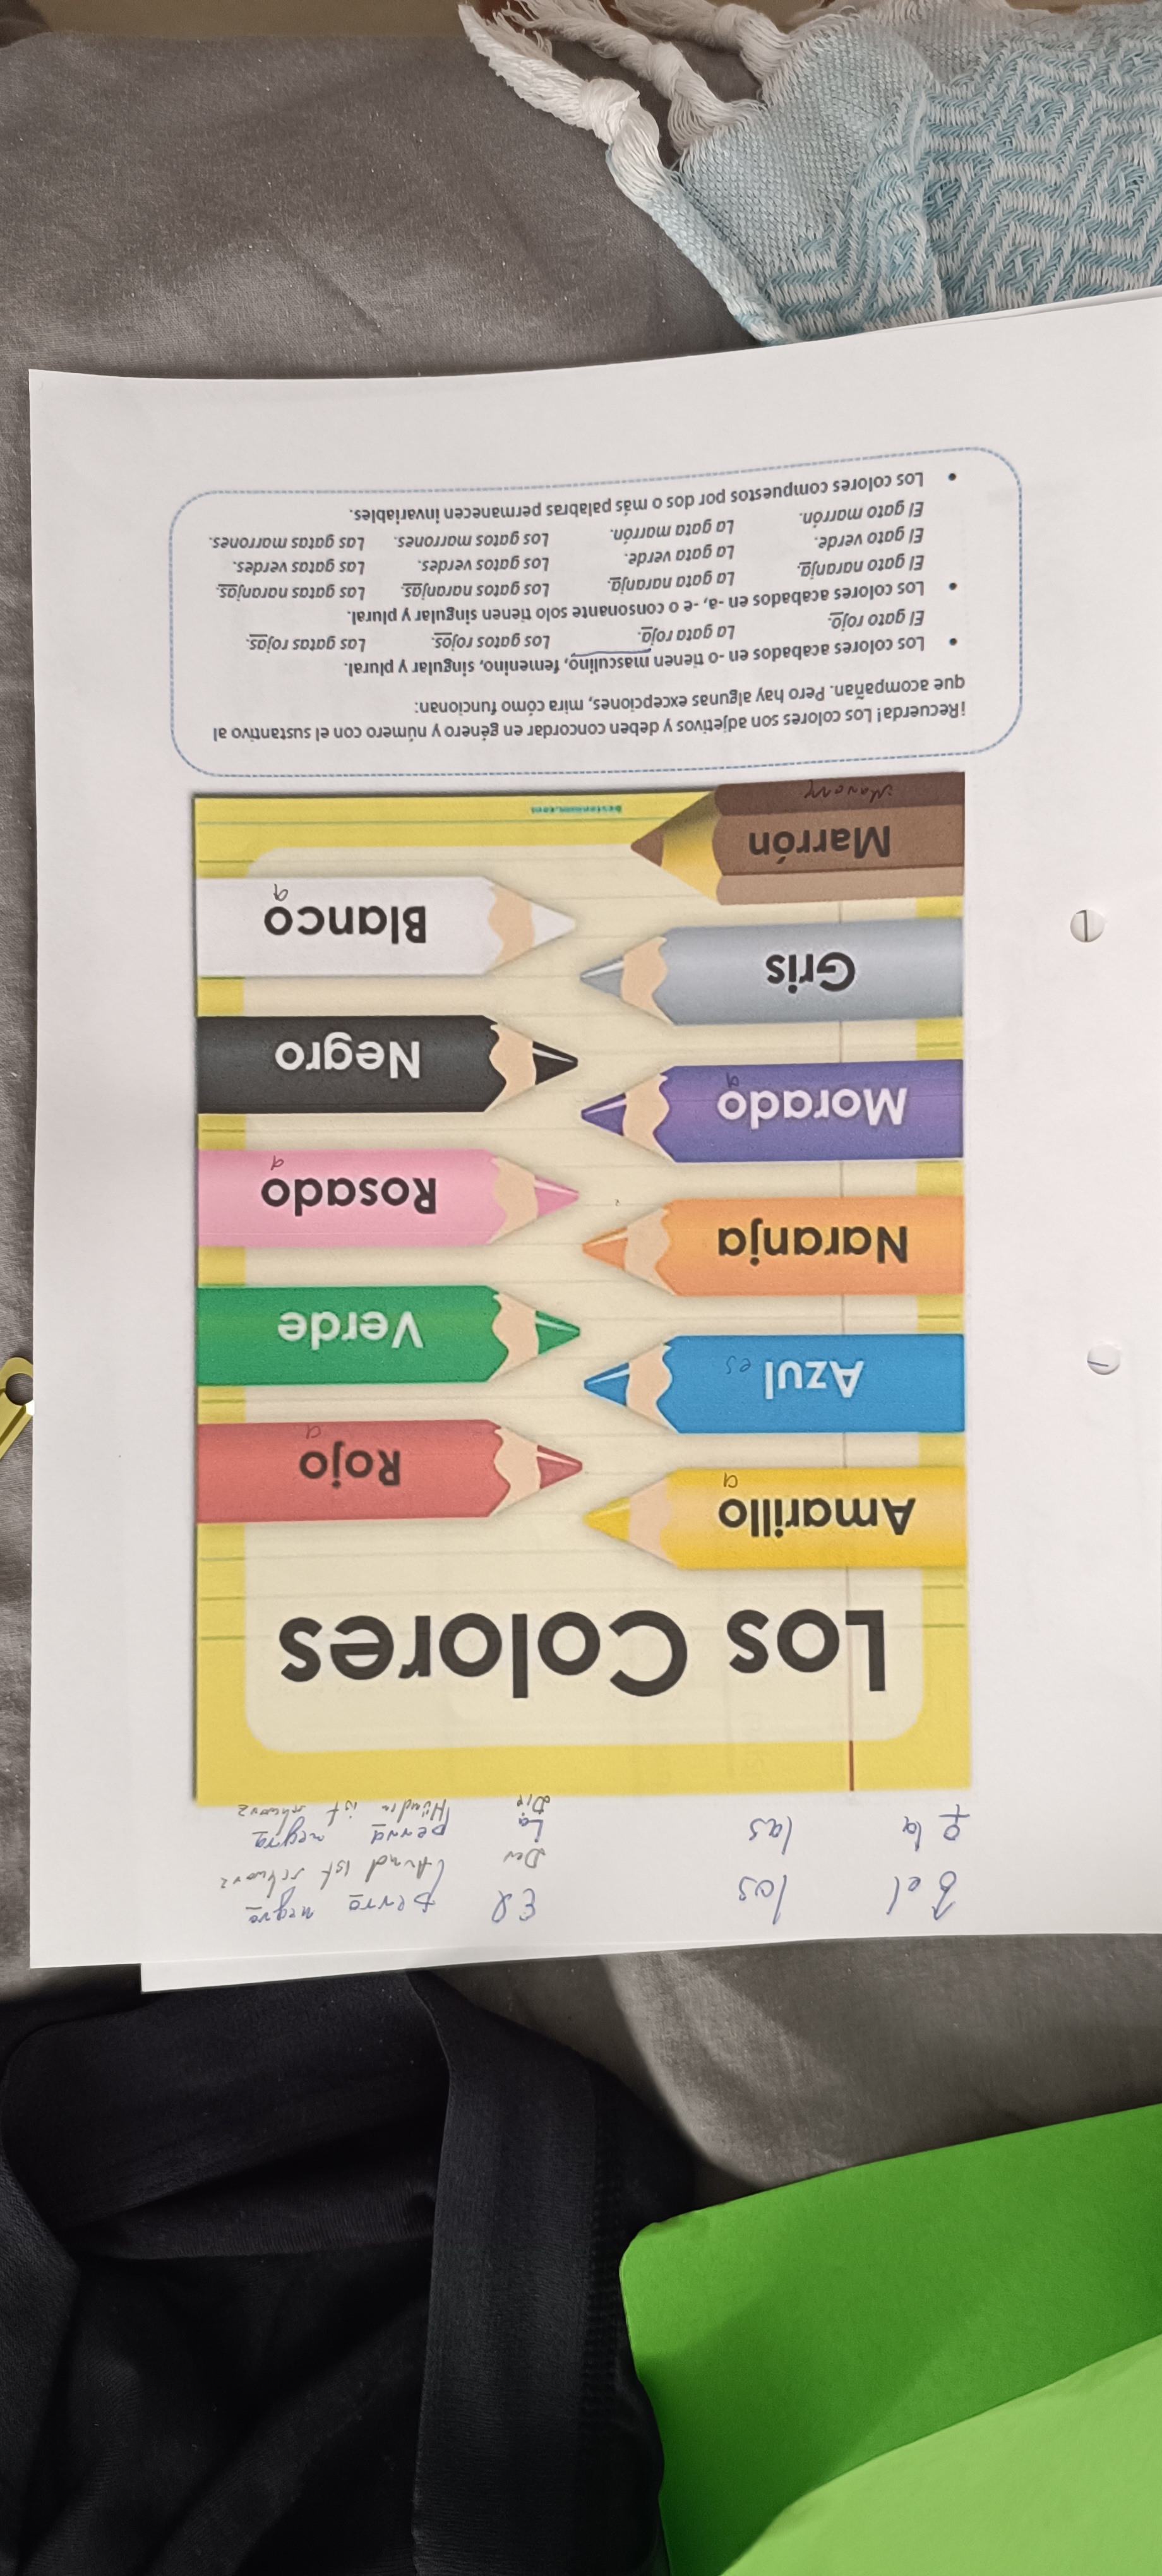 ♂ el los El perro negro
Der Hund ist schwarz
♀ la las La perra negra
Die Hündin ist schwarz
Los Colores
Amarillo a
Rojo a
Azul es
Verde
Naranja
Rosado a
Morado a
Negro
Gris
Blanco a
Marrón
¡Recuerda! Los colores son adjetivos y deben concordar en género y número con el sustantivo al
que acompañan. Pero hay algunas excepciones, mira cómo funcionan:
• Los colores acabados en -o tienen masculino, femenino, singular y plural.
El gato rojo. La gata roja. Los gatos rojos. Las gatas rojas.
• Los colores acabados en -a, -e o consonante solo tienen singular y plural.
El gato naranja. La gata naranja. Los gatos naranjas. Las gatas naranjas.
El gato verde. La gata verde. Los gatos verdes. Las gatas verdes.
El gato marrón. La gata marrón. Los gatos marrones. Las gatas marrones.
• Los colores compuestos por dos o más palabras permanecen invariables.